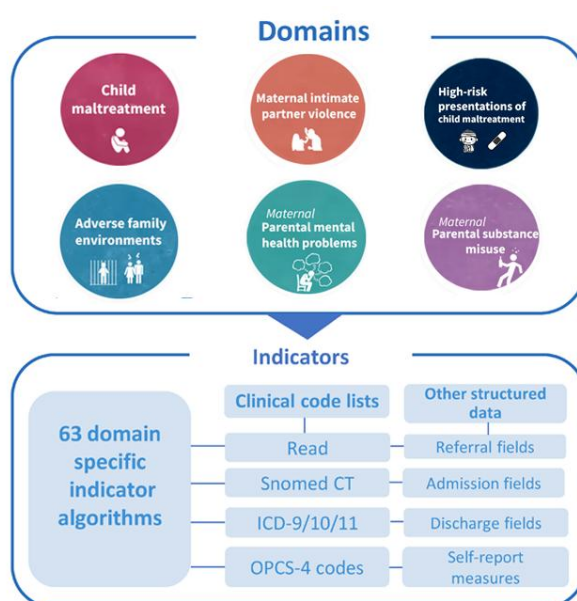 Domains
Child
maltreatment
Maternal intimate
partner violence
High-risk
presentations of
child maltreatment
Adverse family
environments
Maternal
Parental mental
health problems
Maternal
Parental substance
misuse
Indicators
63 domain
specific
indicator
algorithms
Clinical code lists
Read
Snomed CT
ICD-9/10/11
OPCS-4 codes
Other structured
data
Referral fields
Admission fields
Discharge fields
Self-report
measures